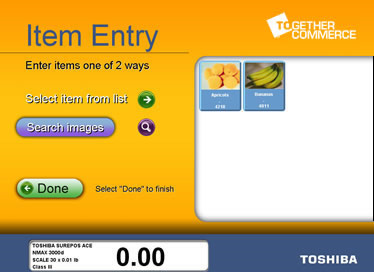 Item Entry
TOGETHER
COMMERCE
Enter items one of 2 ways
Select item from list
Search images
Apricots
4218
Bananas
4011
Done
Select "Done" to finish
TOSHIBA SUREPOS ACE
NMAX 3000d
SCALE 30 x 0.01 lb
Class III
0.00
TOSHIBA